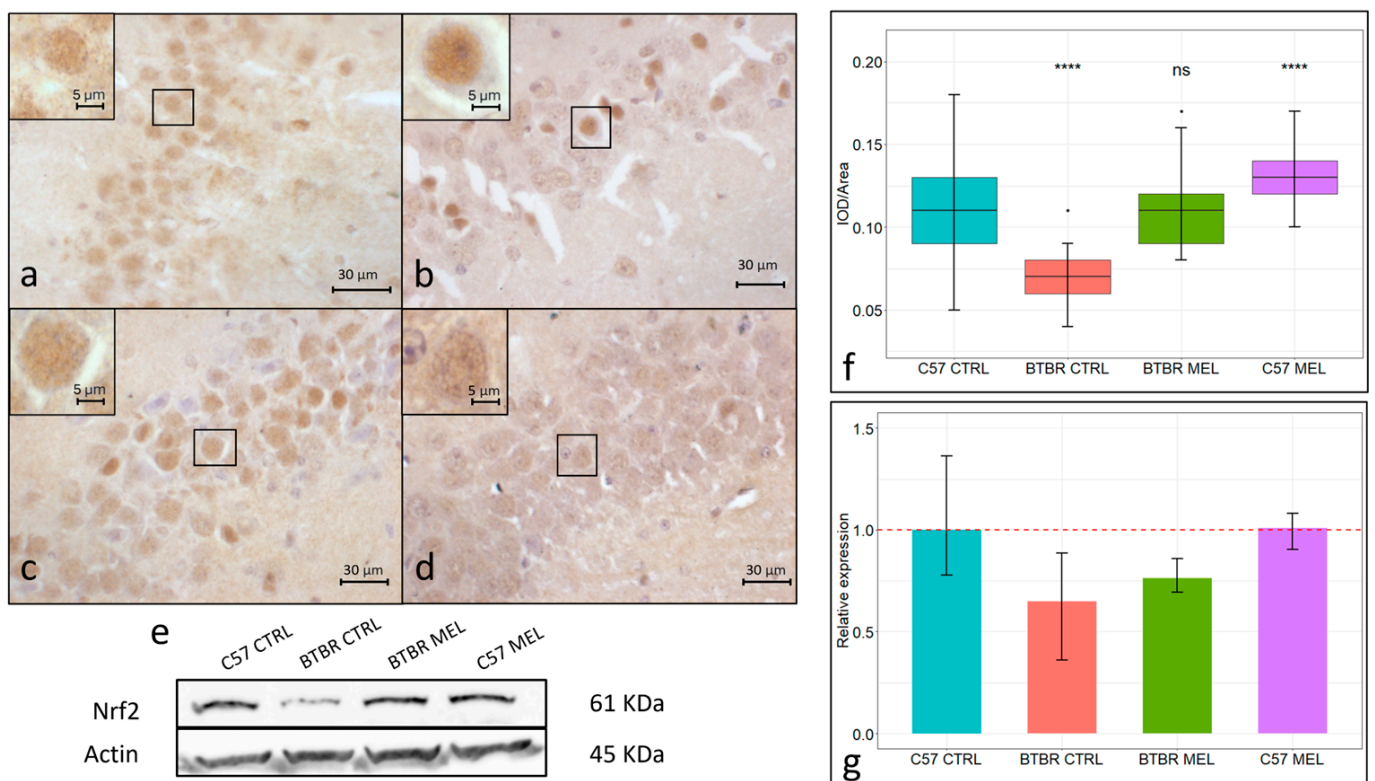 5 µm
30 µm
a
5 µm
30 µm
b
5 µm
30 µm
c
5 µm
30 µm
d
e
C57 CTRL
BTBR CTRL
BTBR MEL
C57 MEL
Nrf2
61 KDa
Actin
45 KDa
IOD/Area
0.20
0.15
0.10
0.05
****
ns
****
C57 CTRL
BTBR CTRL
BTBR MEL
C57 MEL
f
Relative expression
1.5
1.0
0.5
0.0
C57 CTRL
BTBR CTRL
BTBR MEL
C57 MEL
g